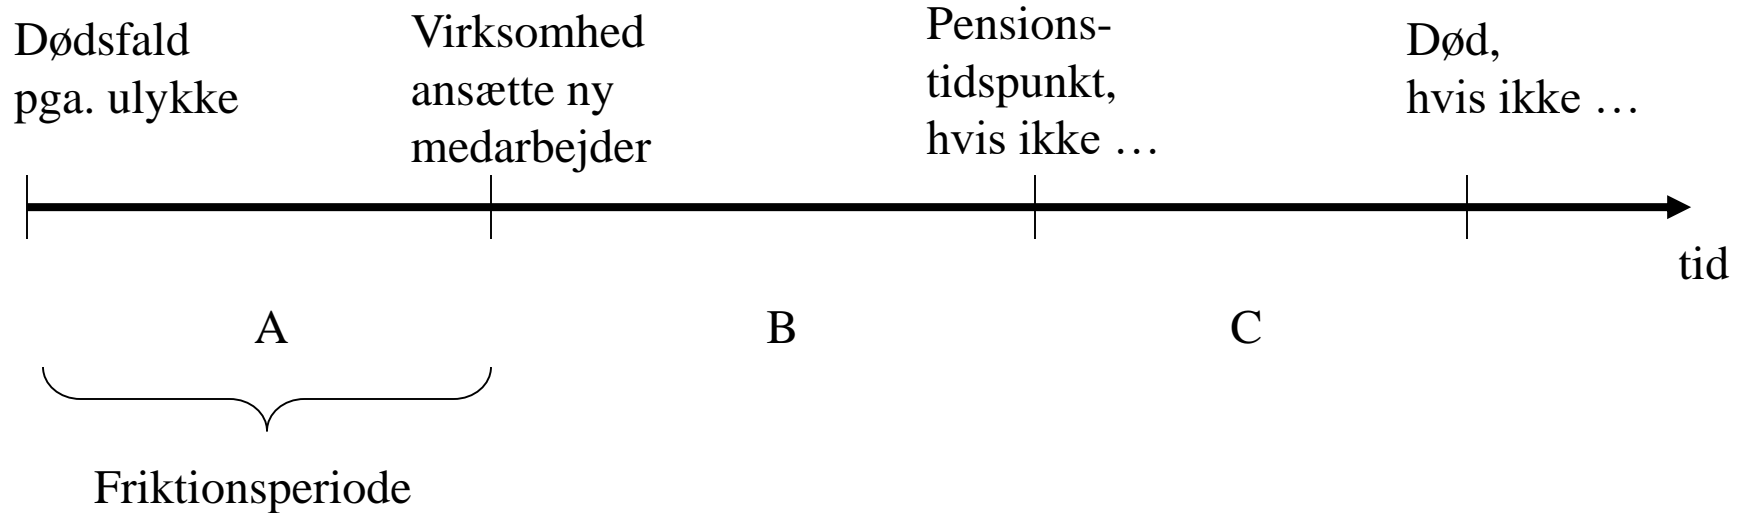 Dødsfald
pga. ulykke
Virksomhed
ansætte ny
medarbejder
Pensions-
tidspunkt,
hvis ikke …
Død,
hvis ikke …
tid
A
B
C
Friktionsperiode